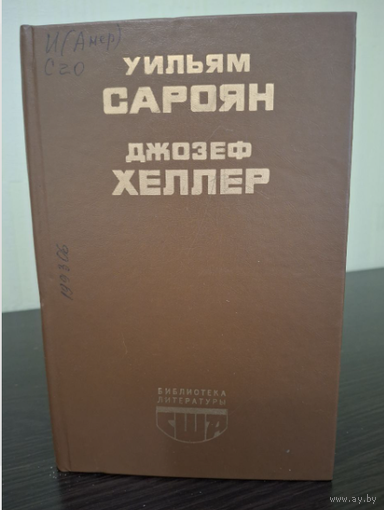 И(Амер)
С20
УИЛЬЯМ
САРОЯН
ДЖОЗЕФ
ХЕЛЛЕР
БИБЛИОТЕКА
ЛИТЕРАТУРЫ
США
www.ay.by